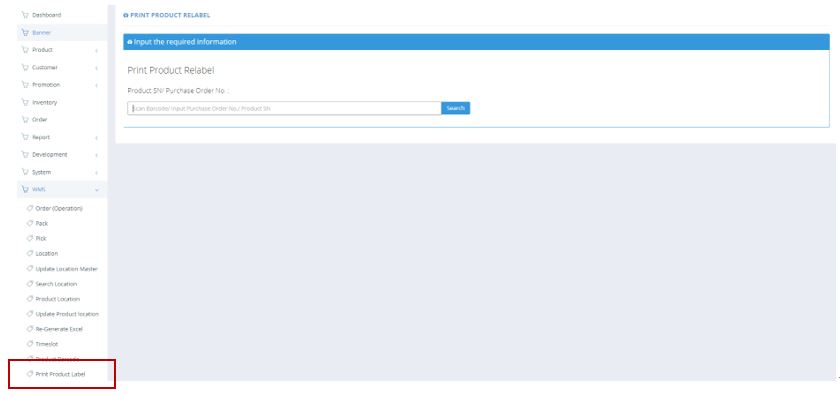 Dashboard
Banner
Product
Customer
Promotion
Inventory
Order
Report
Development
System
WMS
Order (Operation)
Pack
Pick
Location
Update Location Master
Search Location
Product Location
Update Product location
Re-Generate Excel
Timeslot
Product Barcode
Print Product Label
PRINT PRODUCT RELABEL
Input the required information
Print Product Relabel
Product SN/ Purchase Order No. :
Scan Barcode/ Input Purchase Order No./ Product SN
Search